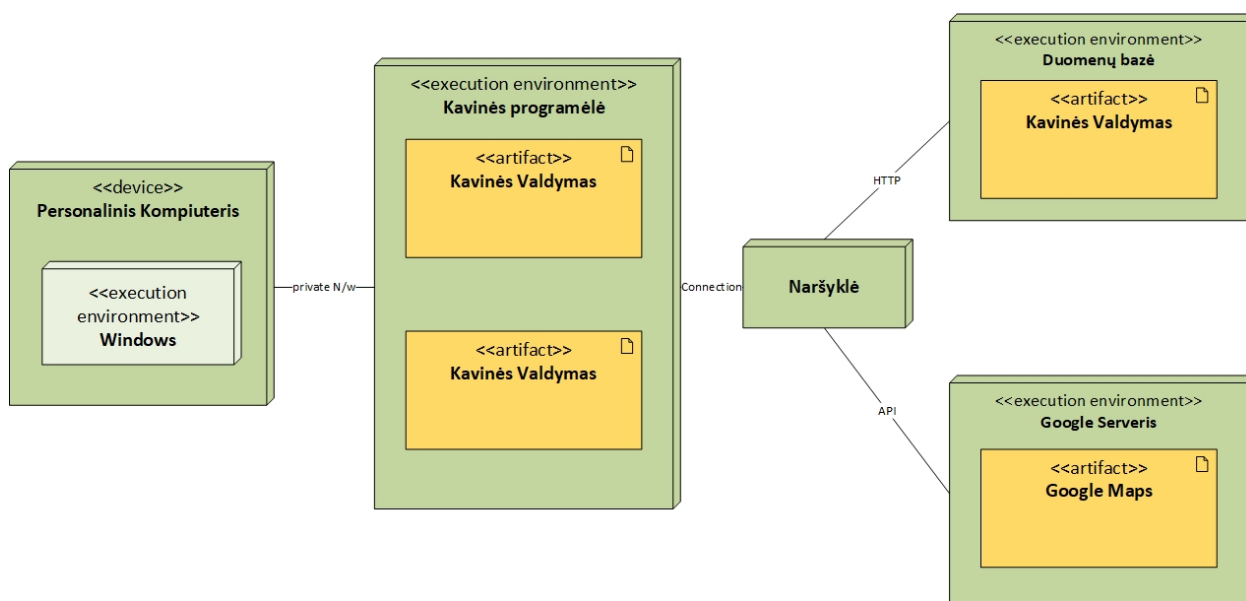 <<device>>
Personalinis Kompiuteris
<<execution
environment>>
Windows
private N/w
<<execution environment>>
Kavinės programėlė
<<artifact>>
Kavinės Valdymas
<<artifact>>
Kavinės Valdymas
Connection
Naršyklė
HTTP
API
<<execution environment>>
Duomenų bazė
<<artifact>>
Kavinės Valdymas
<<execution environment>>
Google Serveris
<<artifact>>
Google Maps